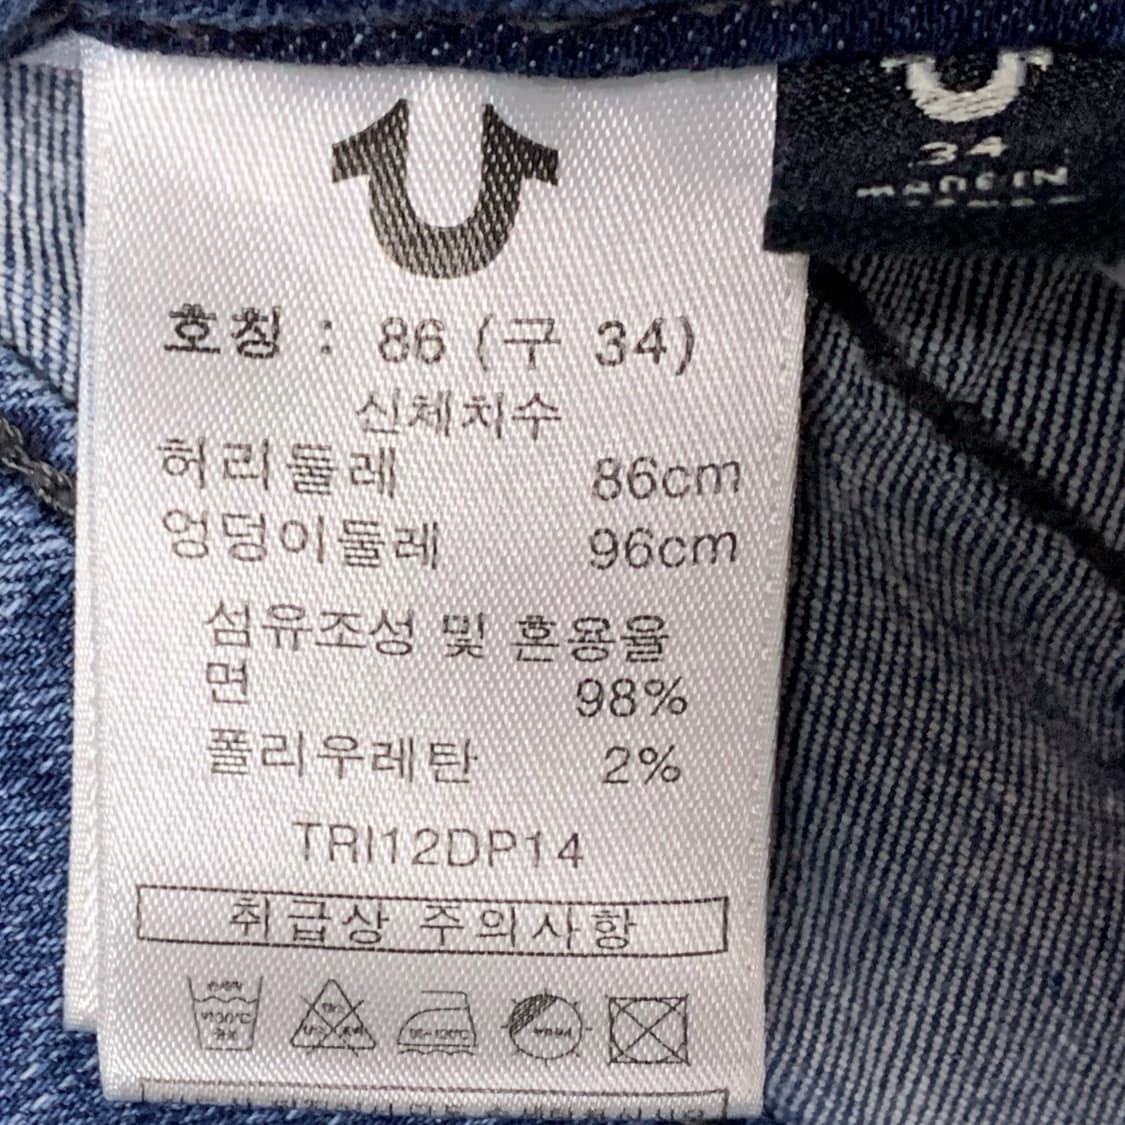 34
MADE IN
호칭 : 86 (구 34)
신체치수
허리둘레 86cm
엉덩이둘레 96cm
섬유조성 및 혼용율
면 98%
폴리우레탄 2%
TRI12DP14
취급상 주의사항